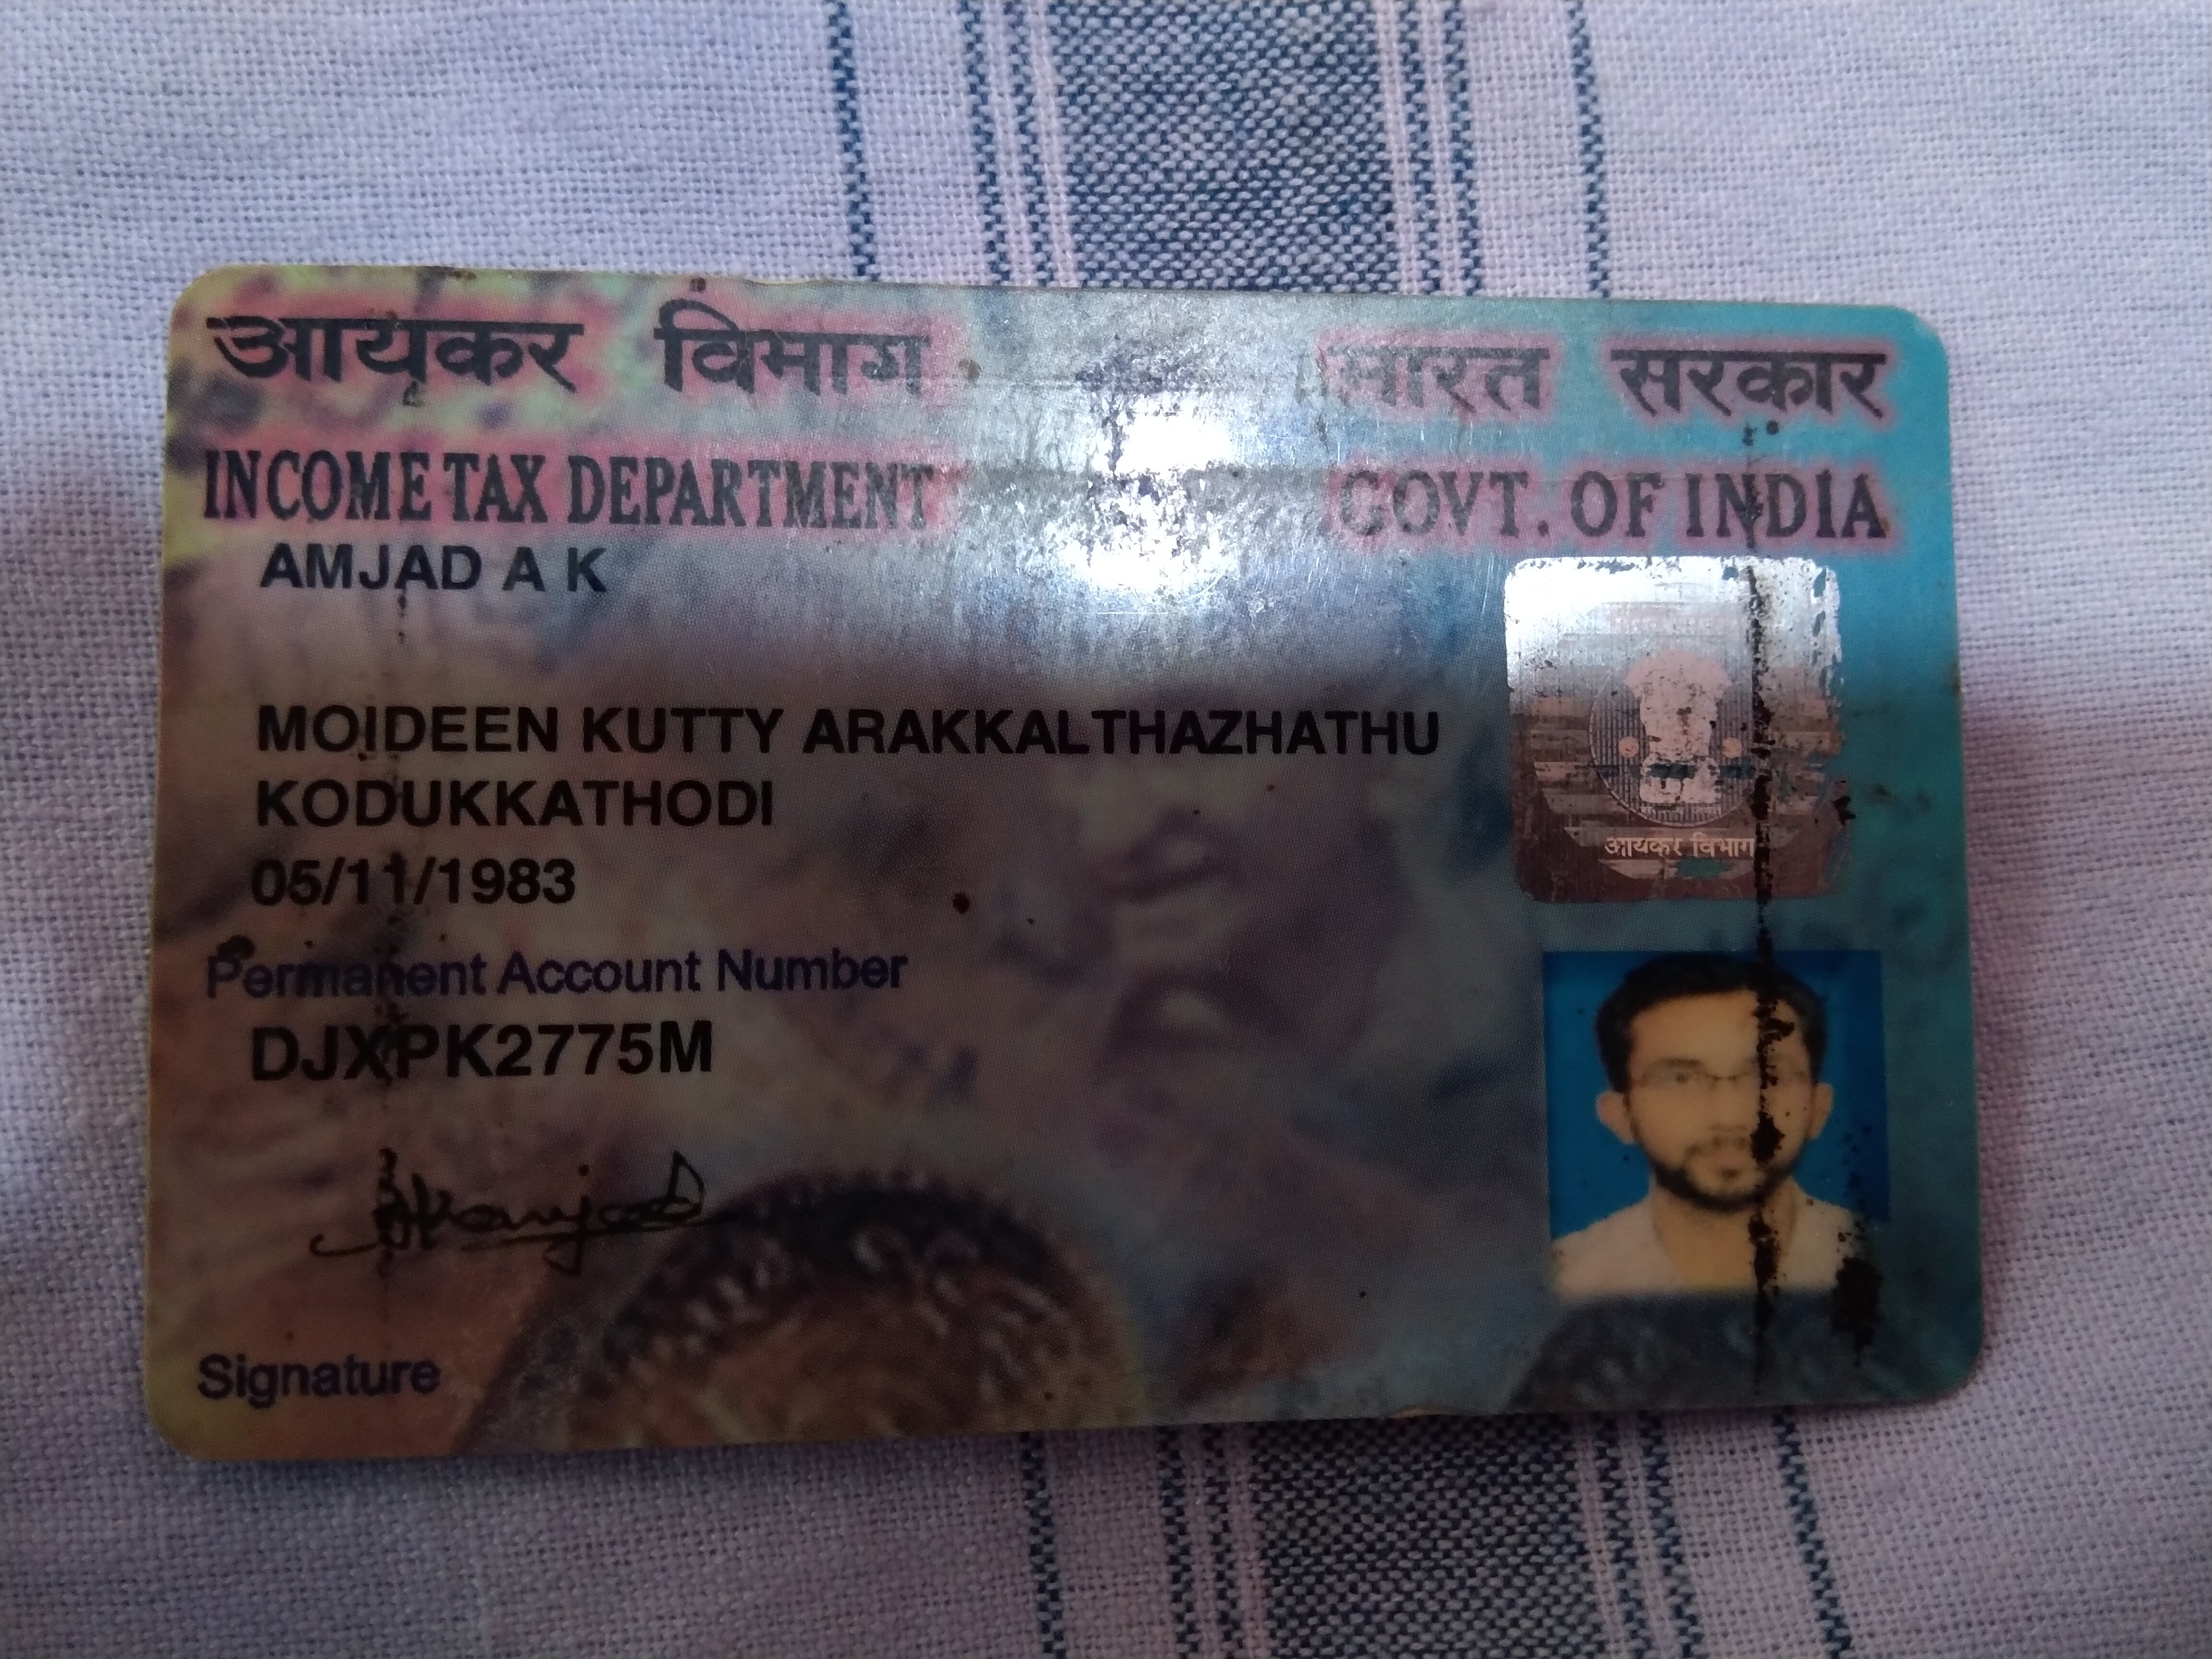 आयकर विभाग भारत सरकार
INCOME TAX DEPARTMENT GOVT. OF INDIA
AMJAD A K
MOIDEEN KUTTY ARAKKALTHAZHATHU
KODUKKATHODI
05/11/1983
Permanent Account Number
DJXPK2775M
Signature
आयकर विभाग